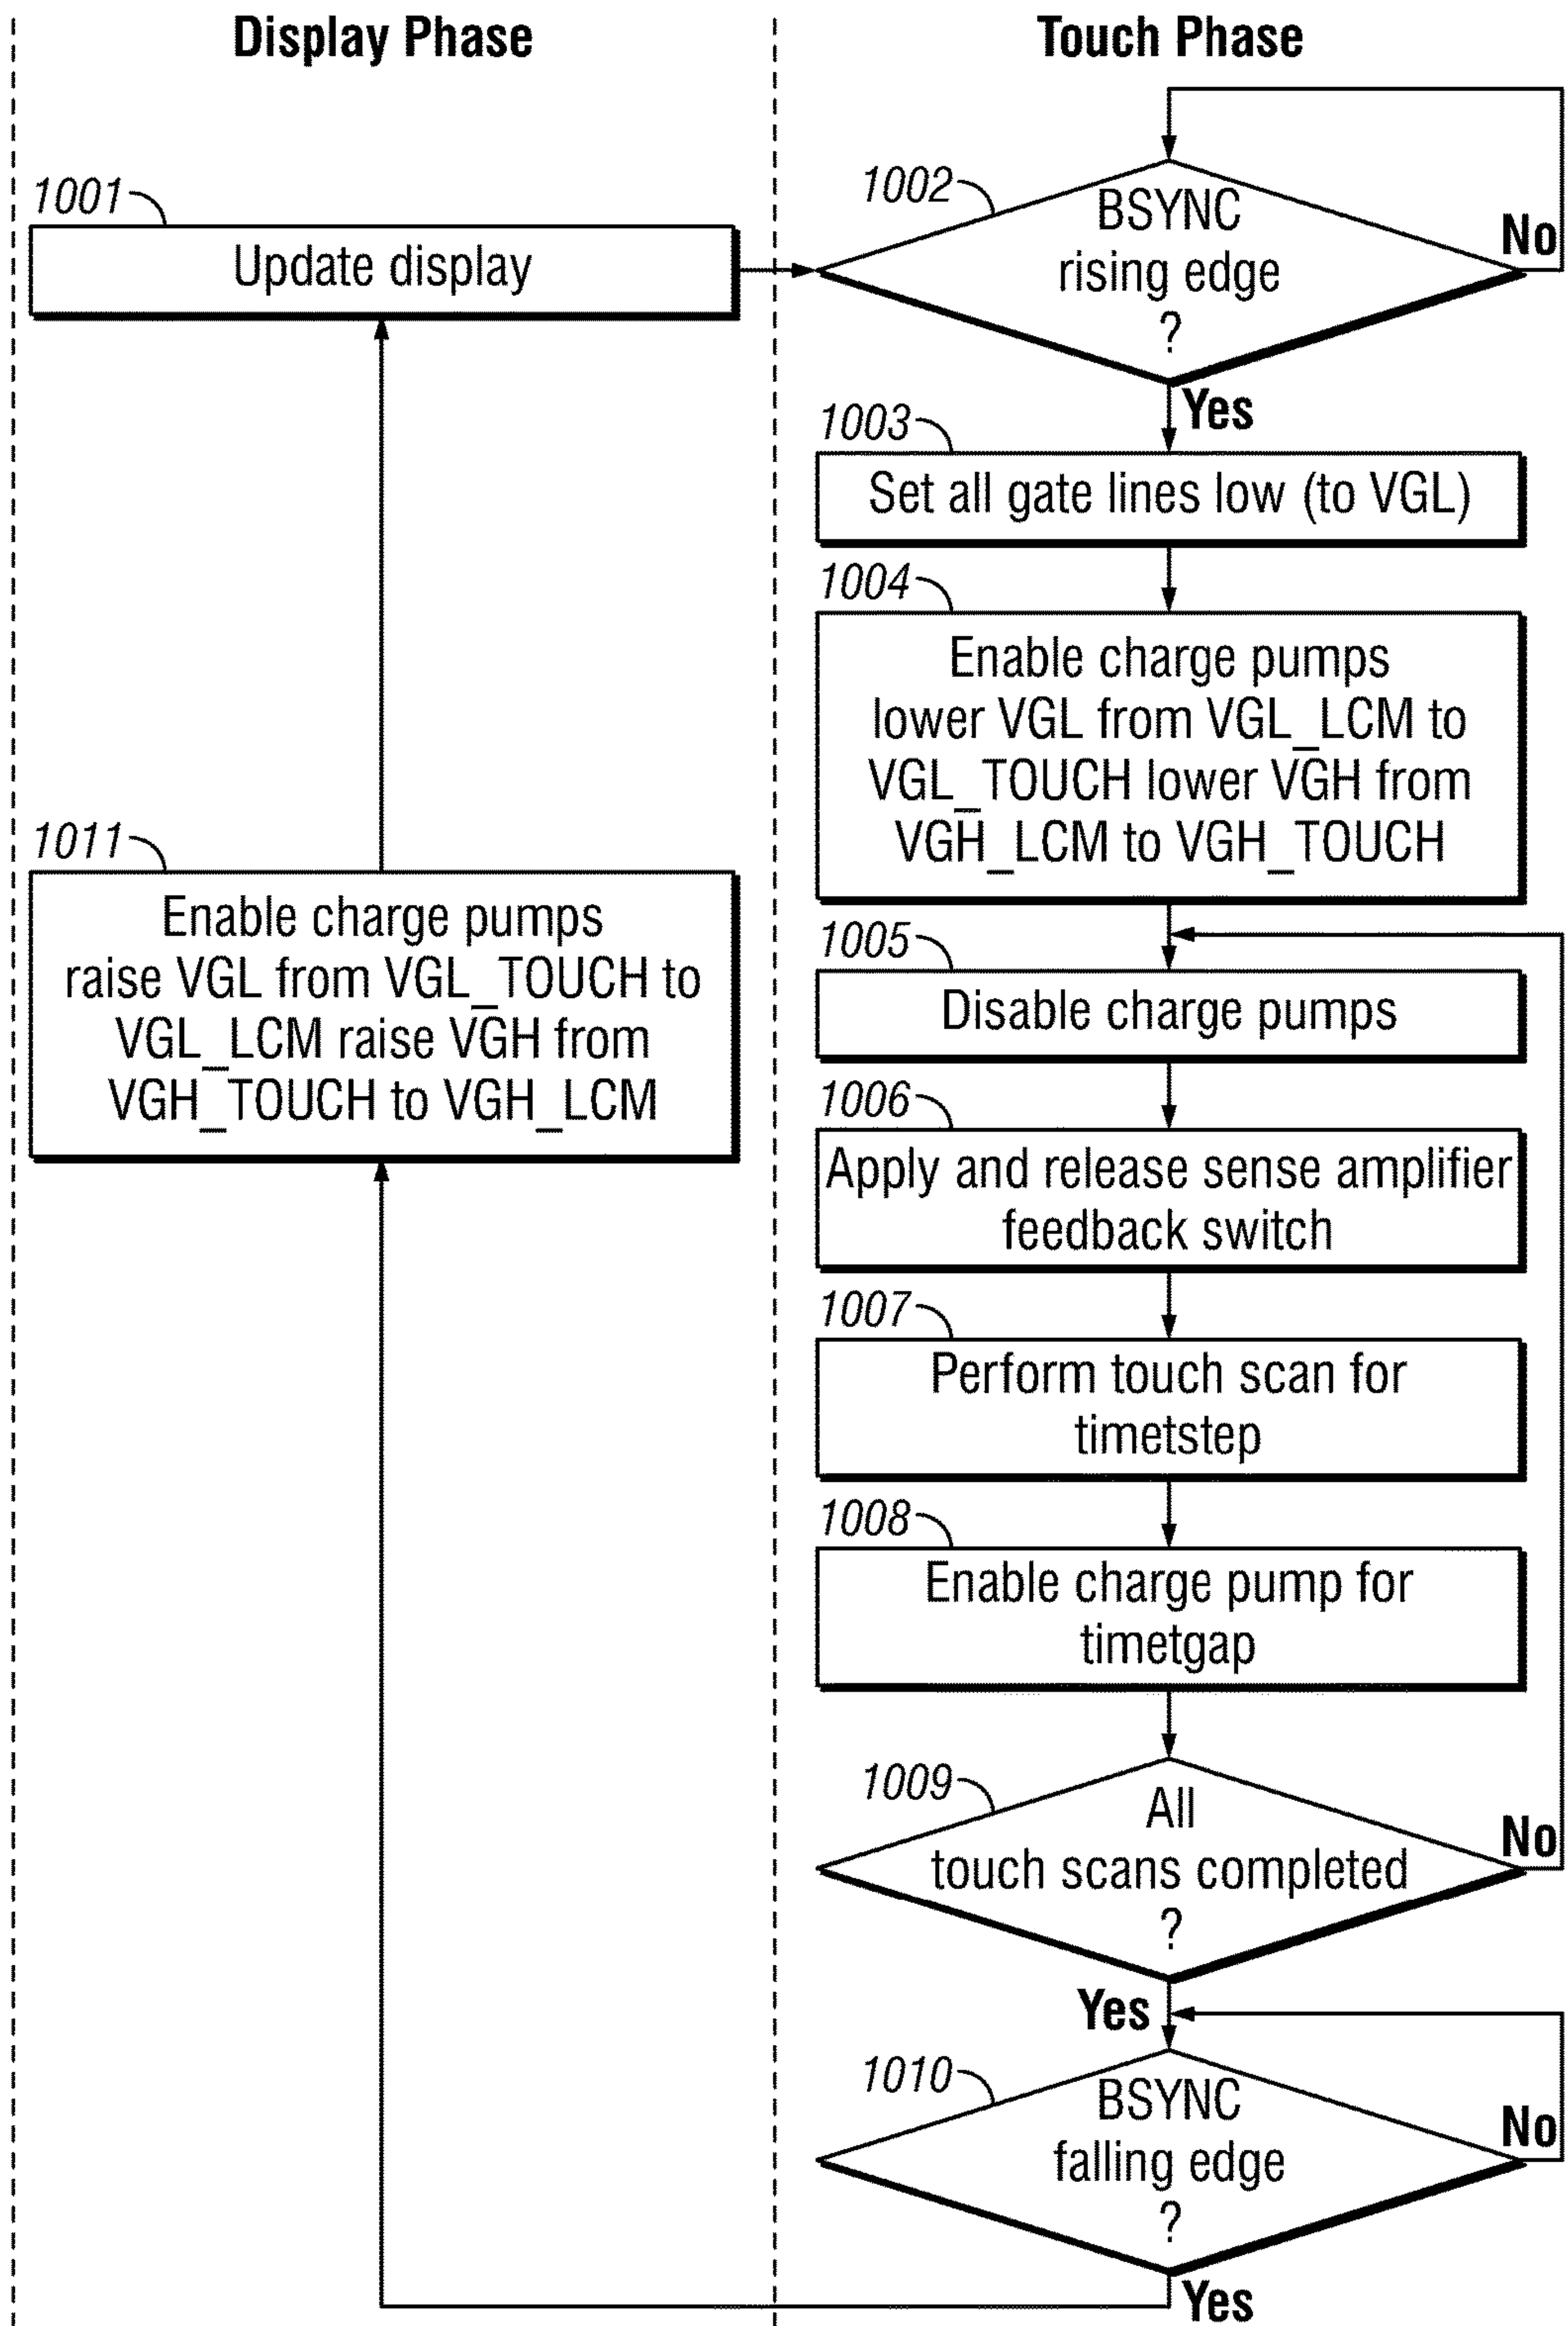 Display Phase
Touch Phase
1001
Update display
1002
BSYNC
rising edge
?
No
Yes
1003
Set all gate lines low (to VGL)
1004
Enable charge pumps
lower VGL from VGL_LCM to
VGL_TOUCH lower VGH from
VGH_LCM to VGH_TOUCH
1011
Enable charge pumps
raise VGL from VGL_TOUCH to
VGL_LCM raise VGH from
VGH_TOUCH to VGH_LCM
1005
Disable charge pumps
1006
Apply and release sense amplifier
feedback switch
1007
Perform touch scan for
timetstep
1008
Enable charge pump for
timetgap
1009
All
touch scans completed
?
No
Yes
1010
BSYNC
falling edge
?
No
Yes